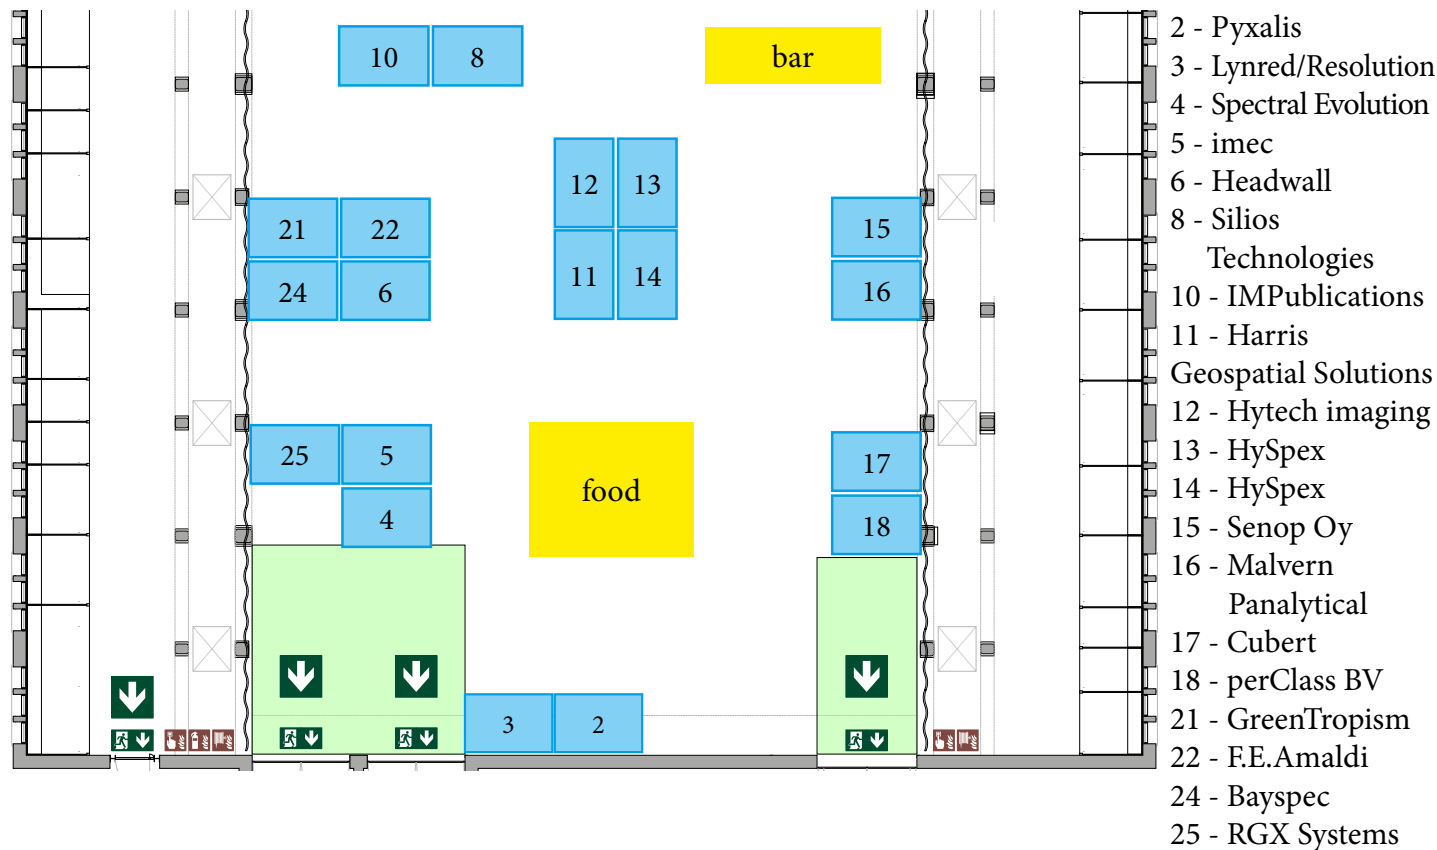 10
8
bar
12
13
21
22
15
24
6
11
14
16
25
5
food
17
4
18
3
2
2 - Pyxalis
3 - Lynred/Resolution
4 - Spectral Evolution
5 - imec
6 - Headwall
8 - Silios
Technologies
10 - IMPublications
11 - Harris
Geospatial Solutions
12 - Hytech imaging
13 - HySpex
14 - HySpex
15 - Senop Oy
16 - Malvern
Panalytical
17 - Cubert
18 - perClass BV
21 - GreenTropism
22 - F.E.Amaldi
24 - Bayspec
25 - RGX Systems